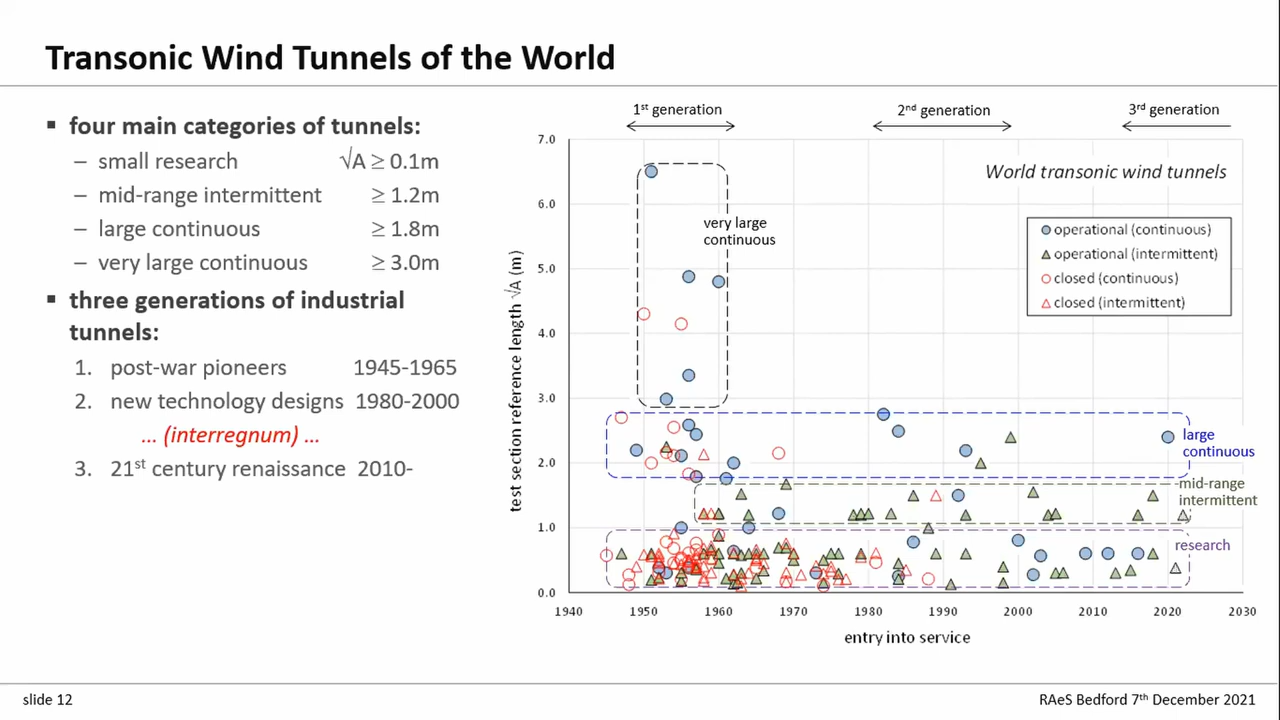 Transonic Wind Tunnels of the World
▪ four main categories of tunnels:
– small research √A ≥ 0.1m
– mid-range intermittent ≥ 1.2m
– large continuous ≥ 1.8m
– very large continuous ≥ 3.0m
▪ three generations of industrial
tunnels:
1. post-war pioneers 1945-1965
2. new technology designs 1980-2000
... (interregnum) ...
3. 21st century renaissance 2010-
1st generation
2nd generation
3rd generation
World transonic wind tunnels
operational (continuous)
operational (intermittent)
closed (continuous)
closed (intermittent)
very large
continuous
large
continuous
mid-range
intermittent
research
test section reference length √A (m)
7.0
6.0
5.0
4.0
3.0
2.0
1.0
0.0
1940 1950 1960 1970 1980 1990 2000 2010 2020 2030
entry into service
slide 12
RAeS Bedford 7th December 2021